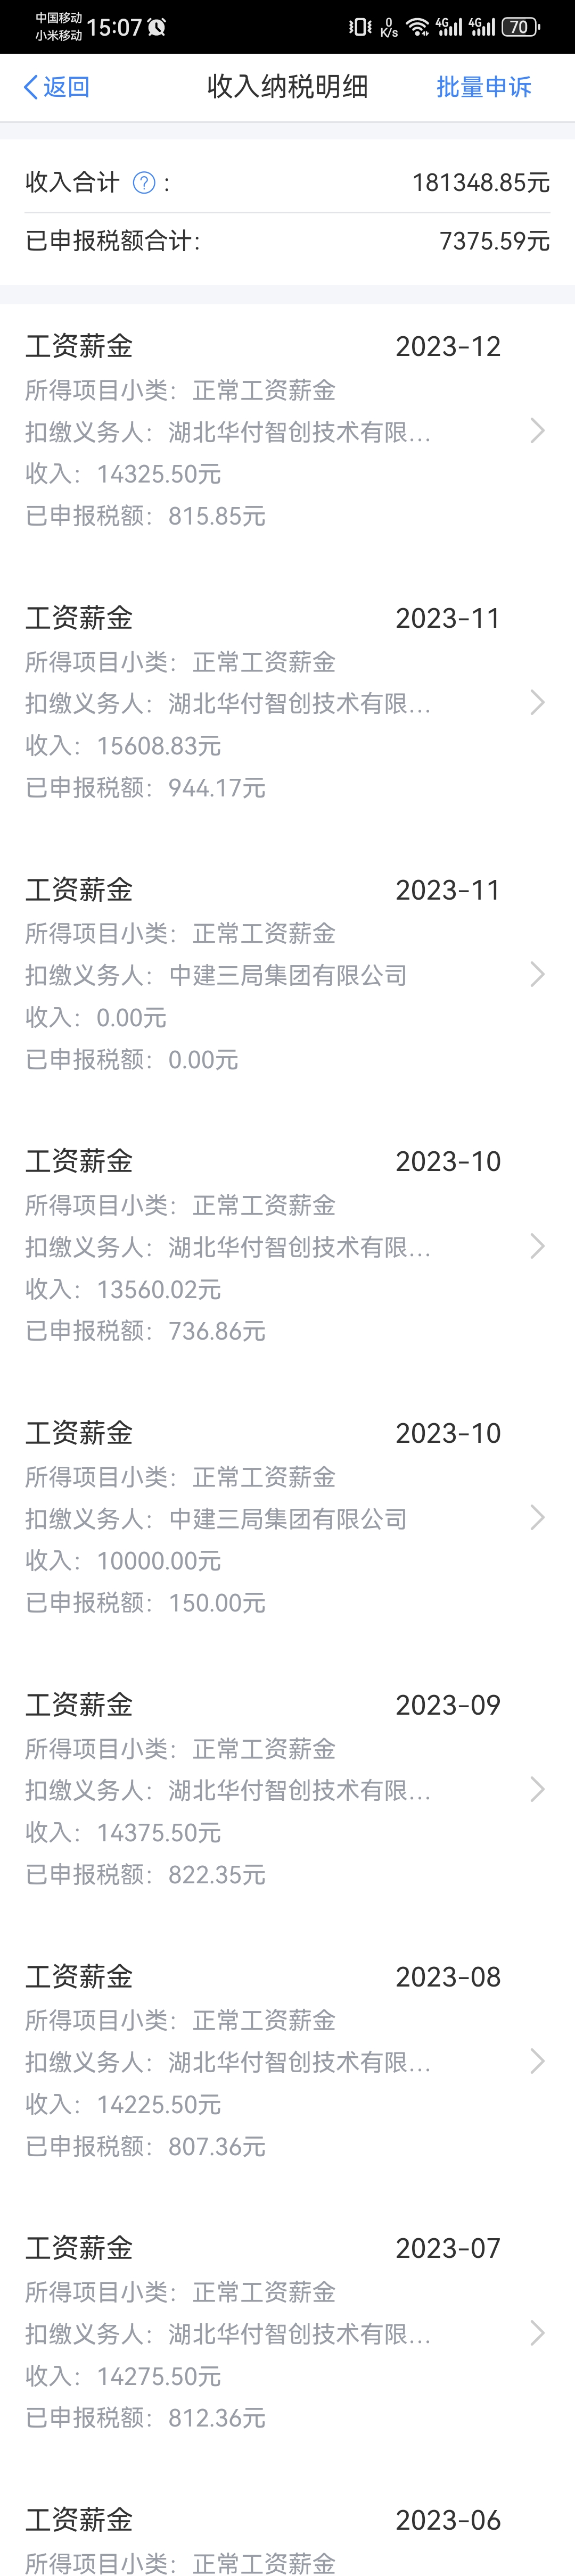 中国移动
小米移动
15:07
0
K/s
4G
4G
70
返回
收入纳税明细
批量申诉
收入合计 ? :
181348.85元
已申报税额合计:
7375.59元
工资薪金
2023-12
所得项目小类：正常工资薪金
扣缴义务人：湖北华付智创技术有限...
收入：14325.50元
已申报税额：815.85元
工资薪金
2023-11
所得项目小类：正常工资薪金
扣缴义务人：湖北华付智创技术有限...
收入：15608.83元
已申报税额：944.17元
工资薪金
2023-11
所得项目小类：正常工资薪金
扣缴义务人：中建三局集团有限公司
收入：0.00元
已申报税额：0.00元
工资薪金
2023-10
所得项目小类：正常工资薪金
扣缴义务人：湖北华付智创技术有限...
收入：13560.02元
已申报税额：736.86元
工资薪金
2023-10
所得项目小类：正常工资薪金
扣缴义务人：中建三局集团有限公司
收入：10000.00元
已申报税额：150.00元
工资薪金
2023-09
所得项目小类：正常工资薪金
扣缴义务人：湖北华付智创技术有限...
收入：14375.50元
已申报税额：822.35元
工资薪金
2023-08
所得项目小类：正常工资薪金
扣缴义务人：湖北华付智创技术有限...
收入：14225.50元
已申报税额：807.36元
工资薪金
2023-07
所得项目小类：正常工资薪金
扣缴义务人：湖北华付智创技术有限...
收入：14275.50元
已申报税额：812.36元
工资薪金
2023-06
所得项目小类：正常工资薪金